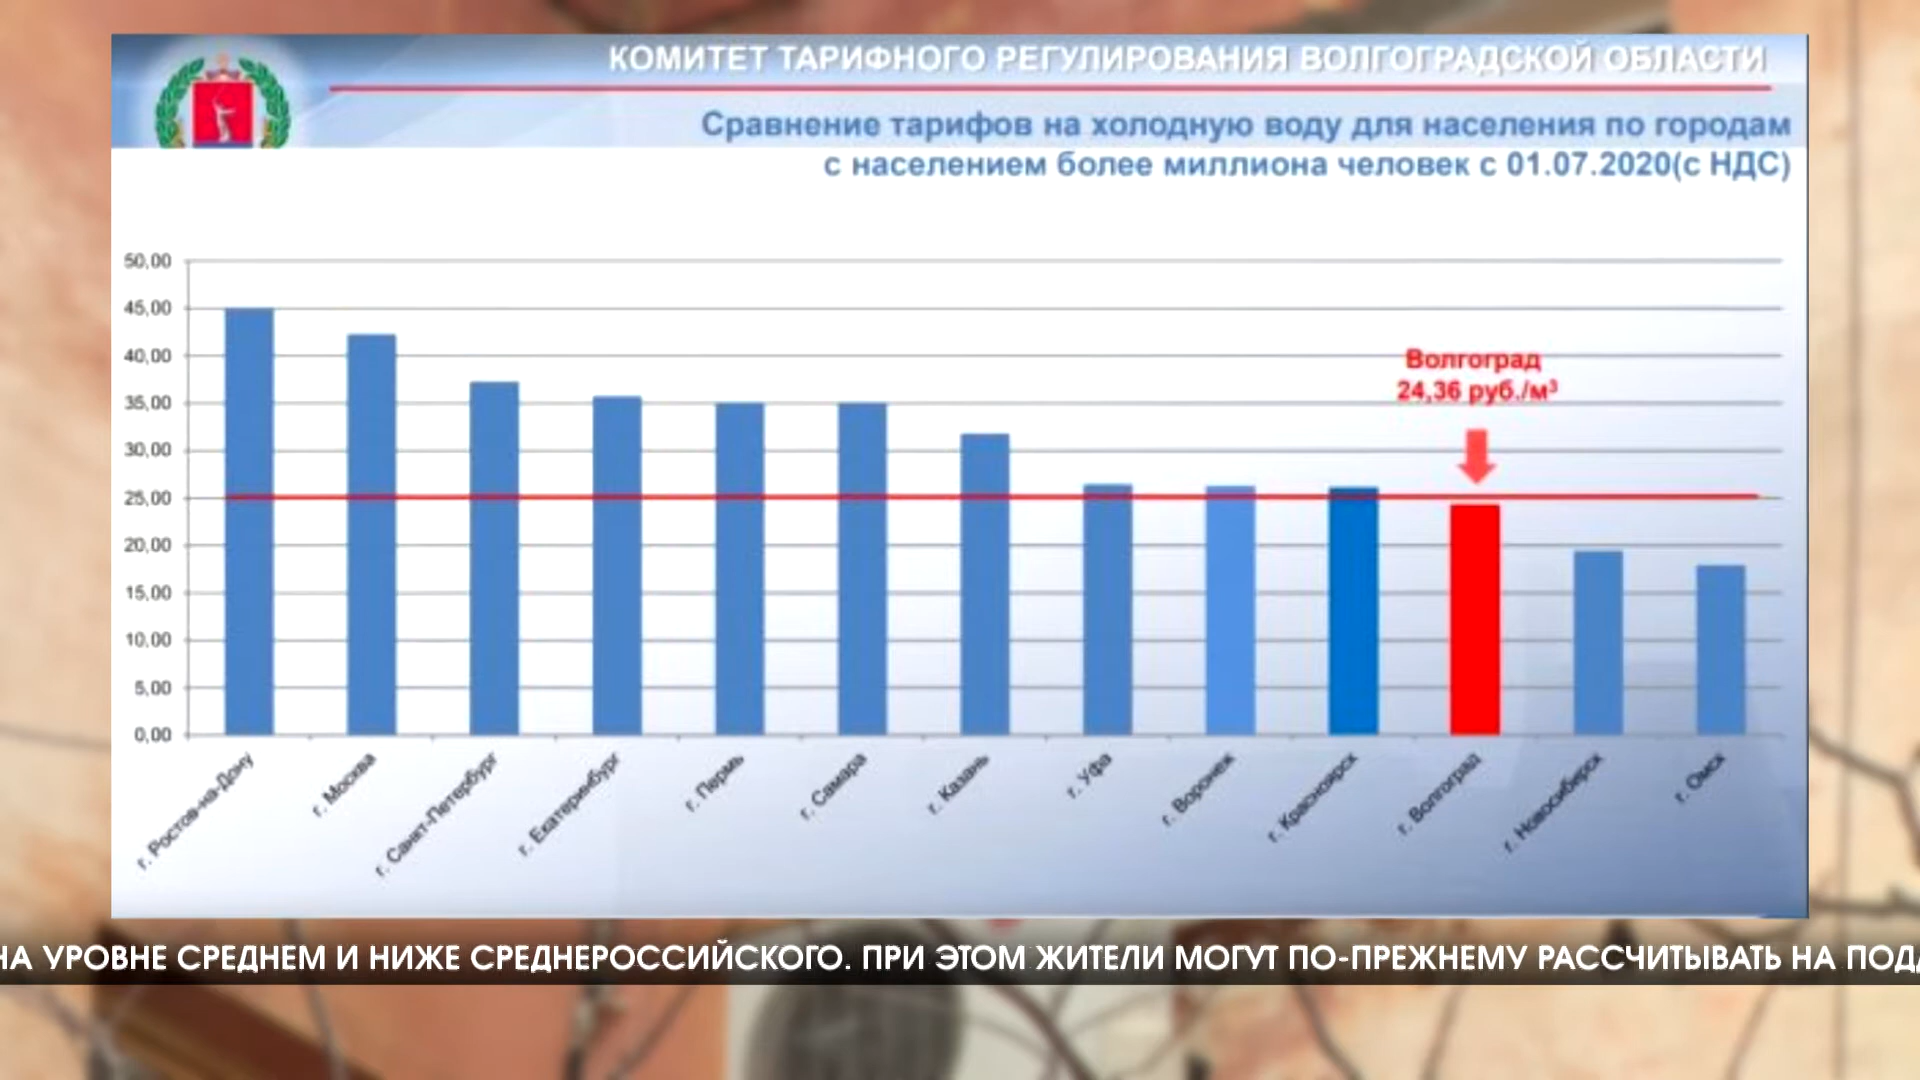 КОМИТЕТ ТАРИФНОГО РЕГУЛИРОВАНИЯ ВОЛГОГРАДСКОЙ ОБЛАСТИ
Сравнение тарифов на холодную воду для населения по городам
с населением более миллиона человек с 01.07.2020(с НДС)
50,00
45,00
40,00
35,00
30,00
25,00
20,00
15,00
10,00
5,00
0,00
Волгоград
24,36 руб./м³
г. Ростов-на-Дону
г. Москва
г. Санкт-Петербург
г. Екатеринбург
г. Пермь
г. Самара
г. Казань
г. Уфа
г. Воронеж
г. Красноярск
г. Волгоград
г. Новосибирск
г. Омск
НА УРОВНЕ СРЕДНЕМ И НИЖЕ СРЕДНЕРОССИЙСКОГО. ПРИ ЭТОМ ЖИТЕЛИ МОГУТ ПО-ПРЕЖНЕМУ РАССЧИТЫВАТЬ НА